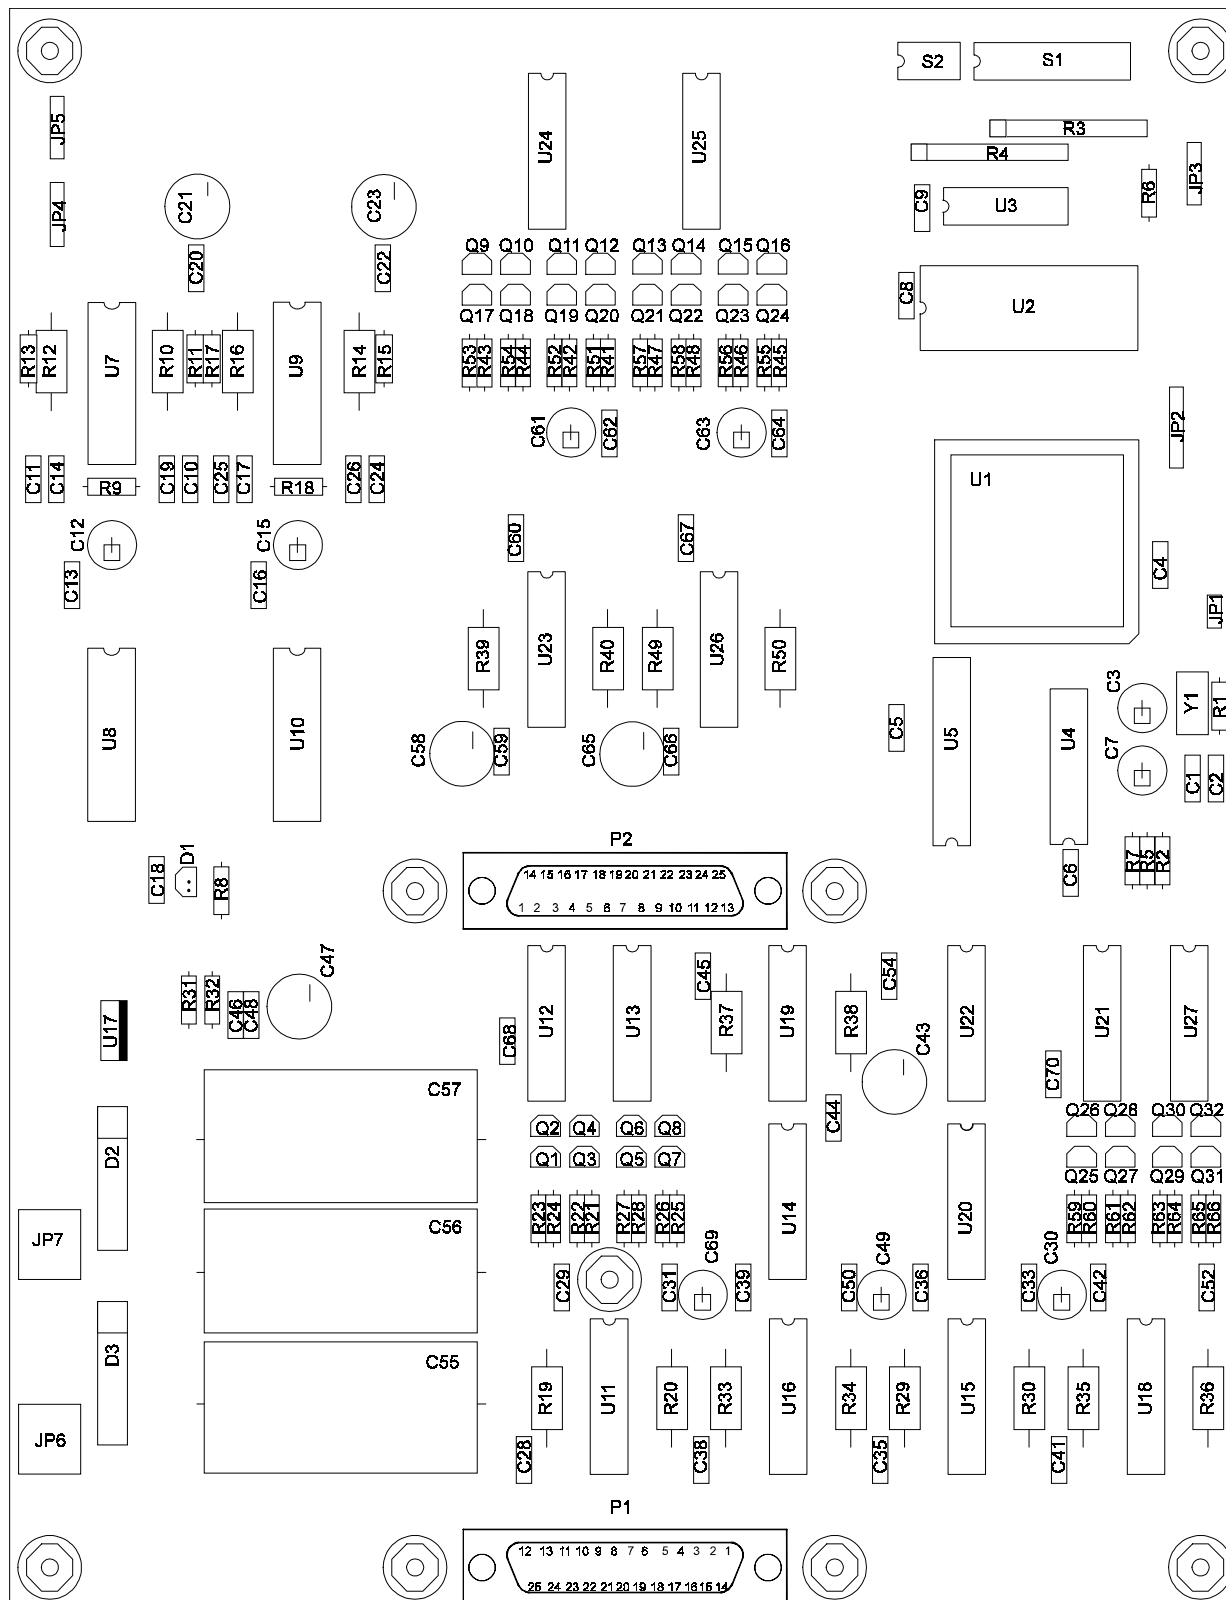 S2 S1
JP5 U24 U25 R3
R4
JP4 C21 C23 C9 U3 R6 JP3
Q9 Q10 Q11 Q12 Q13 Q14 Q15 Q16
C20 C22 C8 U2
Q17 Q18 Q19 Q20 Q21 Q22 Q23 Q24
R13 R12 U7 R10 R11 R17 R16 U9 R14 R15 R53 R43 R54 R44 R52 R42 R51 R41 R57 R47 R58 R48 R56 R46 R55 R45
C61 C62 C63 C64 JP2
C11 C14 R9 C19 C10 C25 C17 R18 C26 C24 U1
C12 C15 C60 C67
C13 C16 C4
JP1
R39 U23 R40 R49 U26 R50
U8 U10 C58 C59 C65 C66 C5 U5 U4 C3 Y1 R1
C7 C1 C2
P2
C18 D1 R8 C6 R7 R5 R2
14 15 16 17 18 19 20 21 22 23 24 25
1 2 3 4 5 6 7 8 9 10 11 12 13
C47 C45 C54
R31 R32 C46 C48 U17 C68 U12 U13 R37 U19 R38 C43 U22 U21 U27
C57 C70
C44
Q26 Q28 Q30 Q32
D2 Q2 Q4 Q6 Q8
Q1 Q3 Q5 Q7
Q25 Q27 Q29 Q31
R23 R24 R22 R21 R27 R28 R26 R25 U14 U20 R59 R60 R61 R62 R63 R64 R65 R66
JP7 C56 C69 C49 C30
C29 C31 C39 C50 C36 C33 C42 C52
D3 C55
R19 U11 R20 R33 U16 R34 R29 U15 R30 R35 U18 R36
JP6 C28 C38 C35 C41
P1
12 13 11 10 9 8 7 6 5 4 3 2 1
25 24 23 22 21 20 19 18 17 16 15 14